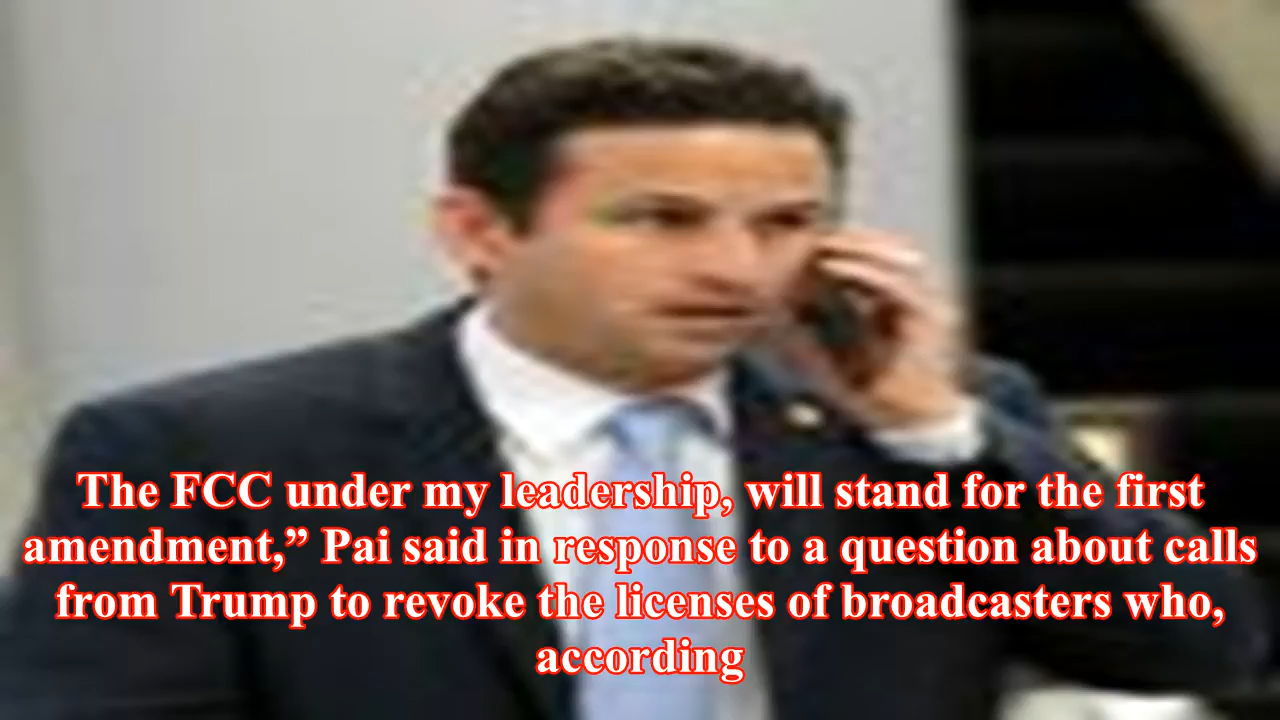 The FCC under my leadership, will stand for the first
amendment,” Pai said in response to a question about calls
from Trump to revoke the licenses of broadcasters who,
according